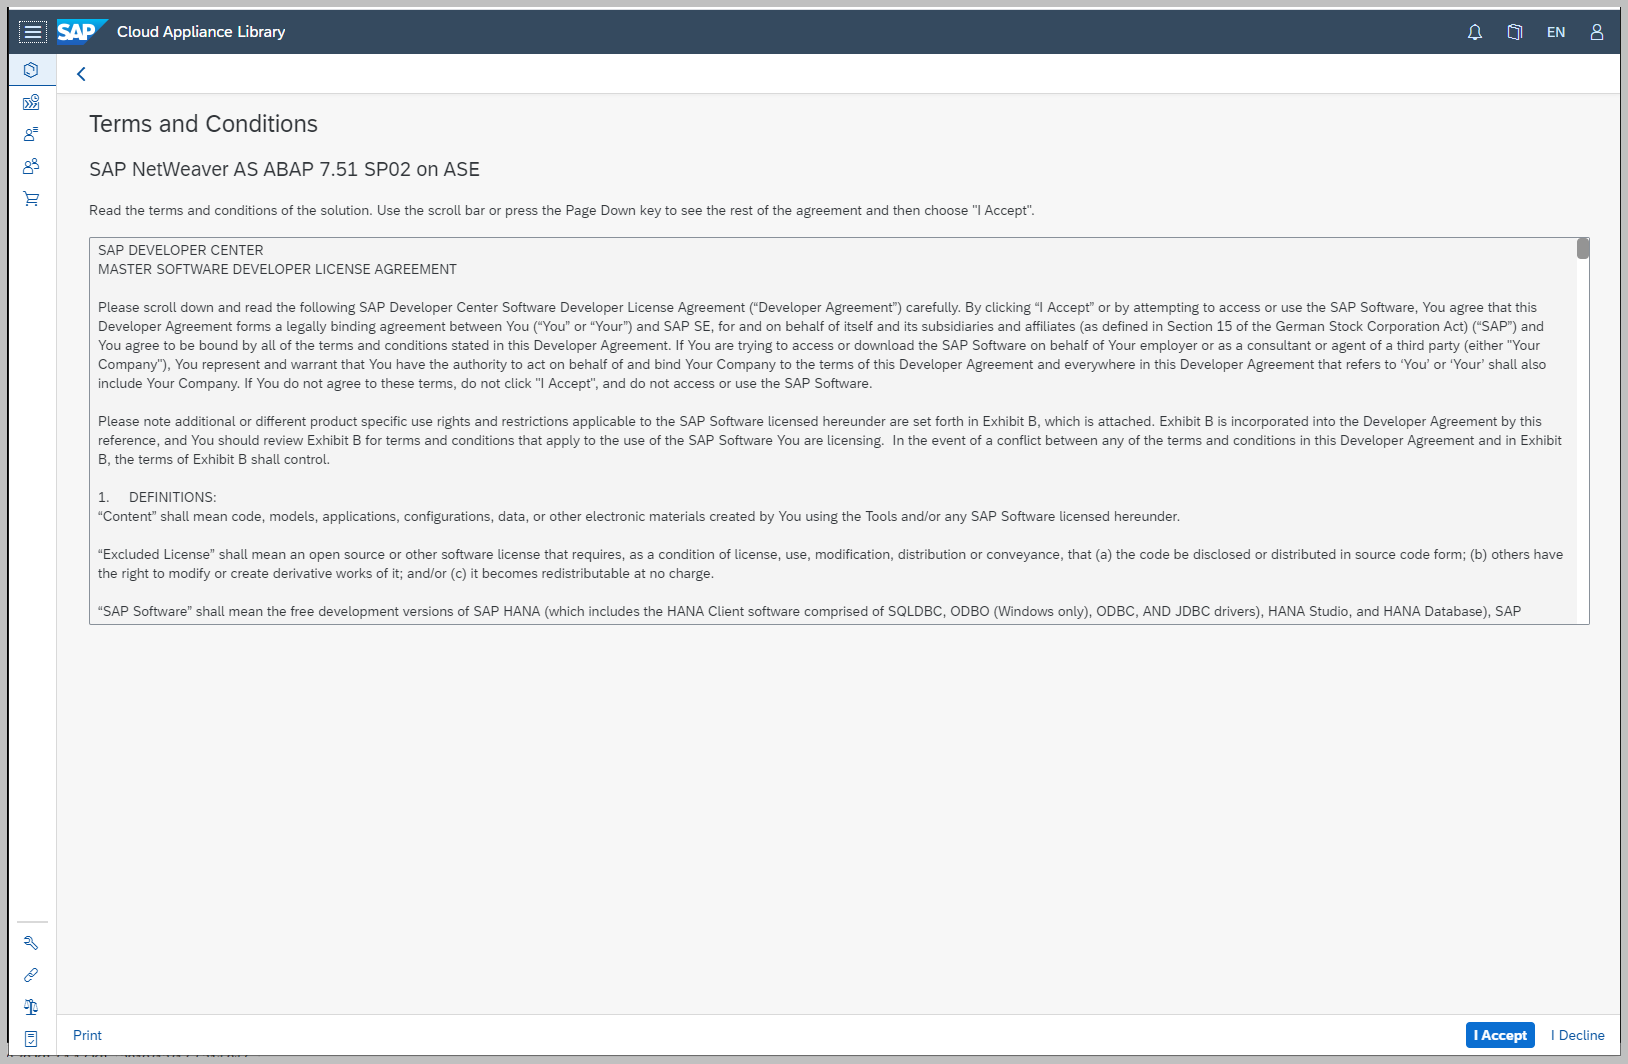 SAP Cloud Appliance Library EN
Terms and Conditions
SAP NetWeaver AS ABAP 7.51 SP02 on ASE
Read the terms and conditions of the solution. Use the scroll bar or press the Page Down key to see the rest of the agreement and then choose "I Accept".
SAP DEVELOPER CENTER
MASTER SOFTWARE DEVELOPER LICENSE AGREEMENT
Please scroll down and read the following SAP Developer Center Software Developer License Agreement (“Developer Agreement”) carefully. By clicking “I Accept” or by attempting to access or use the SAP Software, You agree that this
Developer Agreement forms a legally binding agreement between You (“You” or “Your”) and SAP SE, for and on behalf of itself and its subsidiaries and affiliates (as defined in Section 15 of the German Stock Corporation Act) (“SAP”) and
You agree to be bound by all of the terms and conditions stated in this Developer Agreement. If You are trying to access or download the SAP Software on behalf of Your employer or as a consultant or agent of a third party (either "Your
Company"), You represent and warrant that You have the authority to act on behalf of and bind Your Company to the terms of this Developer Agreement and everywhere in this Developer Agreement that refers to ‘You’ or ‘Your’ shall also
include Your Company. If You do not agree to these terms, do not click "I Accept", and do not access or use the SAP Software.
Please note additional or different product specific use rights and restrictions applicable to the SAP Software licensed hereunder are set forth in Exhibit B, which is attached. Exhibit B is incorporated into the Developer Agreement by this
reference, and You should review Exhibit B for terms and conditions that apply to the use of the SAP Software You are licensing.  In the event of a conflict between any of the terms and conditions in this Developer Agreement and in Exhibit
B, the terms of Exhibit B shall control.
1. DEFINITIONS:
“Content” shall mean code, models, applications, configurations, data, or other electronic materials created by You using the Tools and/or any SAP Software licensed hereunder.
“Excluded License” shall mean an open source or other software license that requires, as a condition of license, use, modification, distribution or conveyance, that (a) the code be disclosed or distributed in source code form; (b) others have
the right to modify or create derivative works of it; and/or (c) it becomes redistributable at no charge.
“SAP Software” shall mean the free development versions of SAP HANA (which includes the HANA Client software comprised of SQLDBC, ODBO (Windows only), ODBC, AND JDBC drivers), HANA Studio, and HANA Database), SAP
Print I Accept I Decline